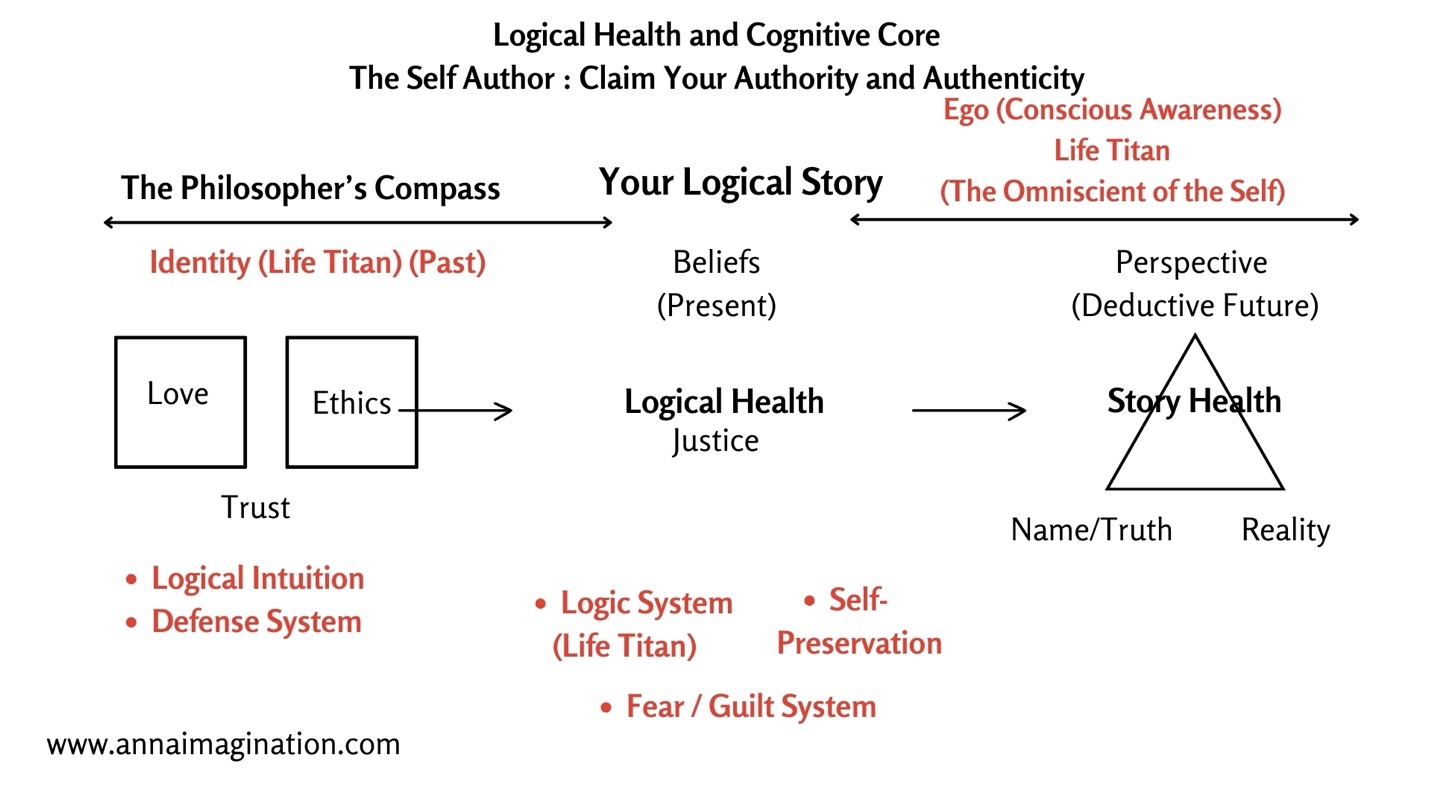 Logical Health and Cognitive Core
The Self Author : Claim Your Authority and Authenticity
Ego (Conscious Awareness)
Life Titan
(The Omniscient of the Self)
The Philosopher’s Compass
Your Logical Story
Identity (Life Titan) (Past)
Beliefs
(Present)
Perspective
(Deductive Future)
Love
Ethics
Logical Health
Justice
Story Health
Trust
Name/Truth
Reality
• Logical Intuition
• Defense System
• Logic System
(Life Titan)
• Self-
Preservation
• Fear / Guilt System
www.annaimagination.com